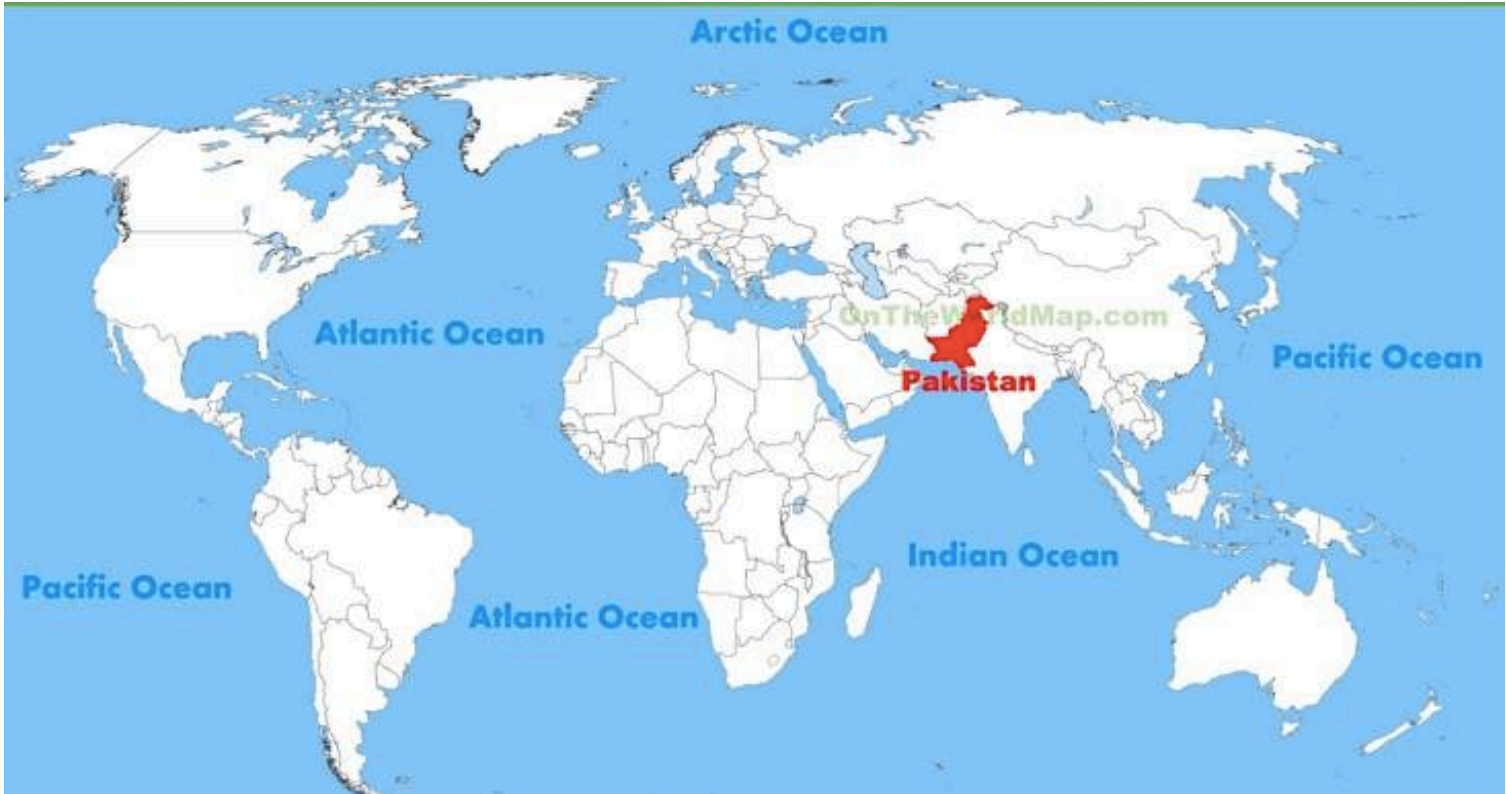 Arctic Ocean
OnTheWorldMap.com
Atlantic Ocean
Pacific Ocean
Pakistan
Indian Ocean
Pacific Ocean
Atlantic Ocean